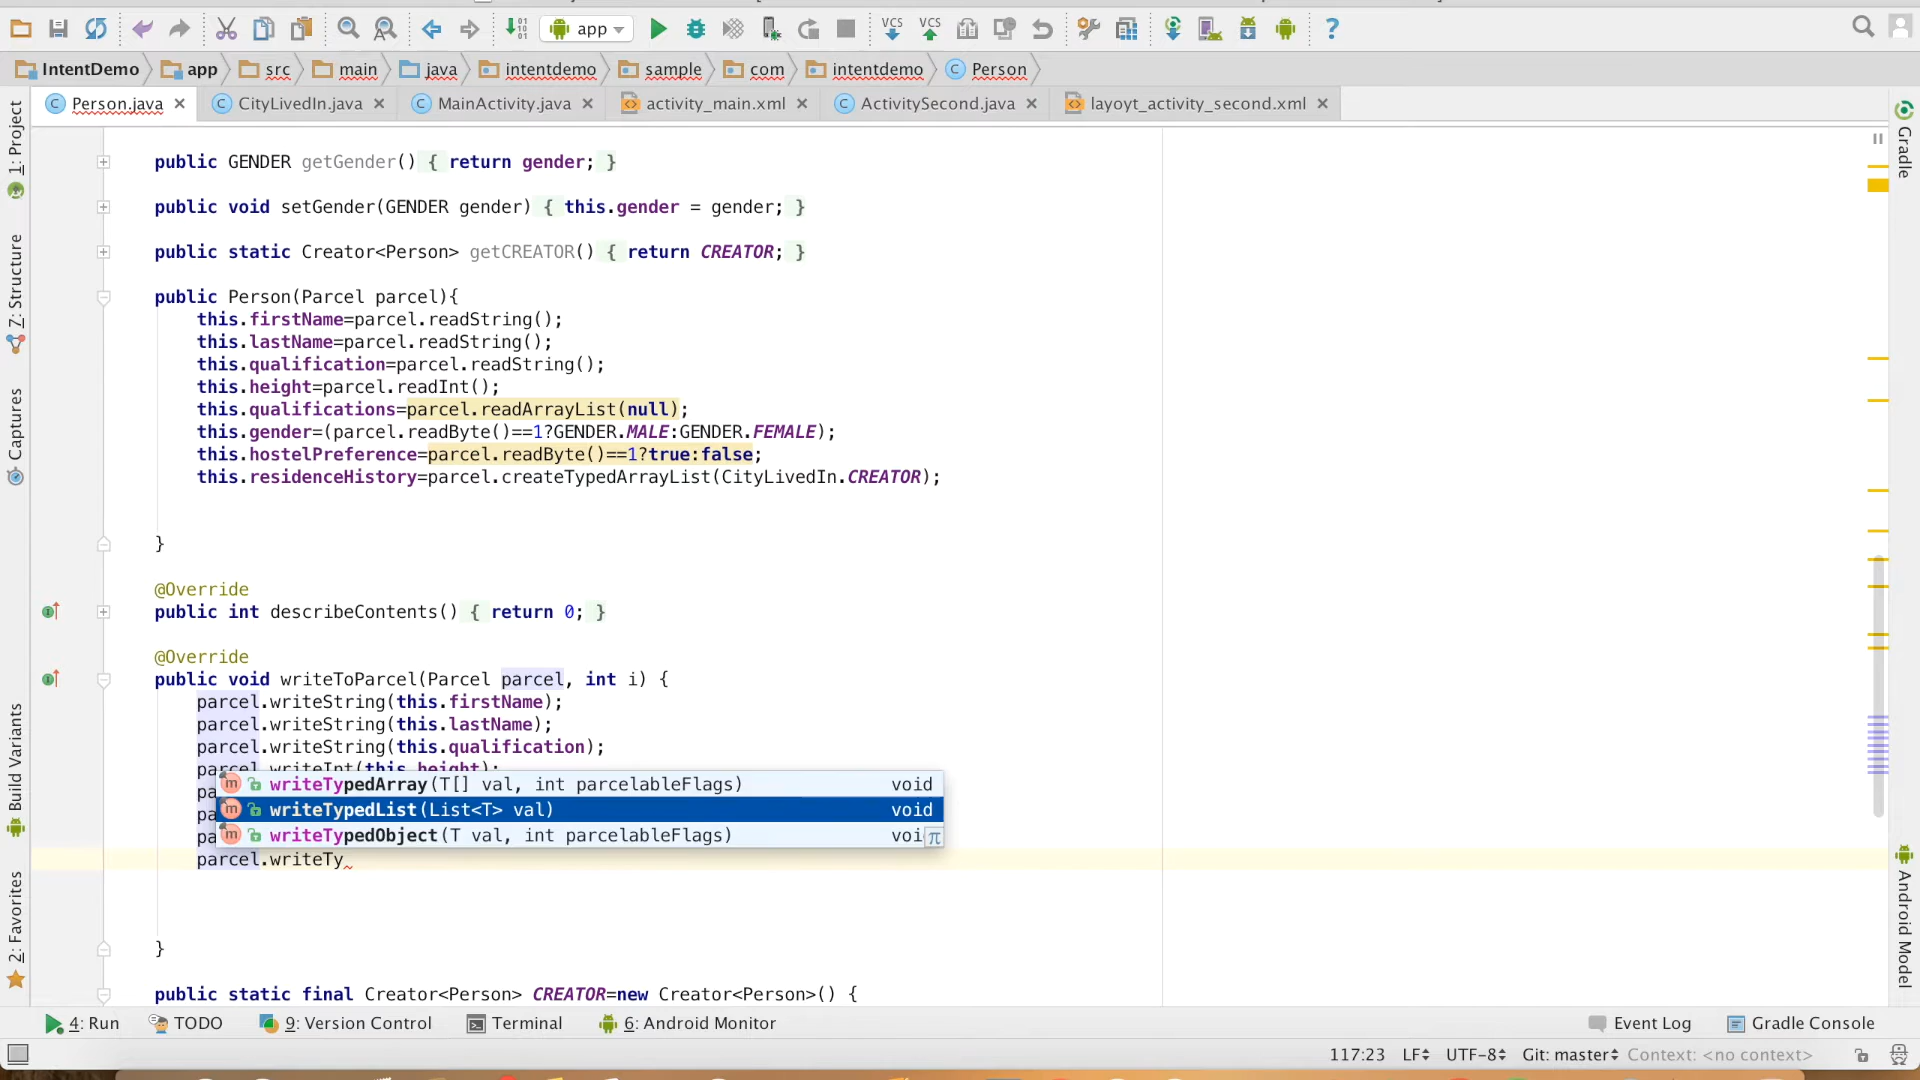 app
IntentDemo app src main java intentdemo sample com intentdemo Person
Person.java CityLivedIn.java MainActivity.java activity_main.xml ActivitySecond.java layoyt_activity_second.xml
1: Project
Z: Structure
Captures
Build Variants
2: Favorites
public GENDER getGender() { return gender; }
public void setGender(GENDER gender) { this.gender = gender; }
public static Creator<Person> getCREATOR() { return CREATOR; }
public Person(Parcel parcel){
this.firstName=parcel.readString();
this.lastName=parcel.readString();
this.qualification=parcel.readString();
this.height=parcel.readInt();
this.qualifications=parcel.readArrayList(null);
this.gender=(parcel.readByte()==1?GENDER.MALE:GENDER.FEMALE);
this.hostelPreference=parcel.readByte()==1?true:false;
this.residenceHistory=parcel.createTypedArrayList(CityLivedIn.CREATOR);
}
@Override
public int describeContents() { return 0; }
@Override
public void writeToParcel(Parcel parcel, int i) {
parcel.writeString(this.firstName);
parcel.writeString(this.lastName);
parcel.writeString(this.qualification);
parcel.writeInt(this.height);
pa writeTypedArray(T[] val, int parcelableFlags) void
pa writeTypedList(List<T> val) void
pa writeTypedObject(T val, int parcelableFlags) voi π
parcel.writeTy
}
public static final Creator<Person> CREATOR=new Creator<Person>() {
Gradle
Android Model
4: Run TODO 9: Version Control Terminal 6: Android Monitor Event Log Gradle Console
117:23 LF UTF-8 Git: master Context: <no context>